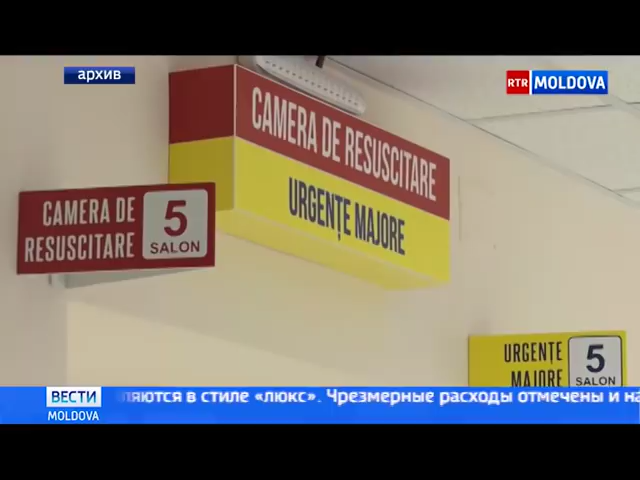 архив
RTR MOLDOVA
CAMERA DE RESUSCITARE
URGENȚE MAJORE
CAMERA DE
RESUSCITARE
5
SALON
URGENȚE
MAJORE
5
SALON
ВЕСТИ
MOLDOVA
в стиле «люкс». Чрезмерные расходы отмечены и